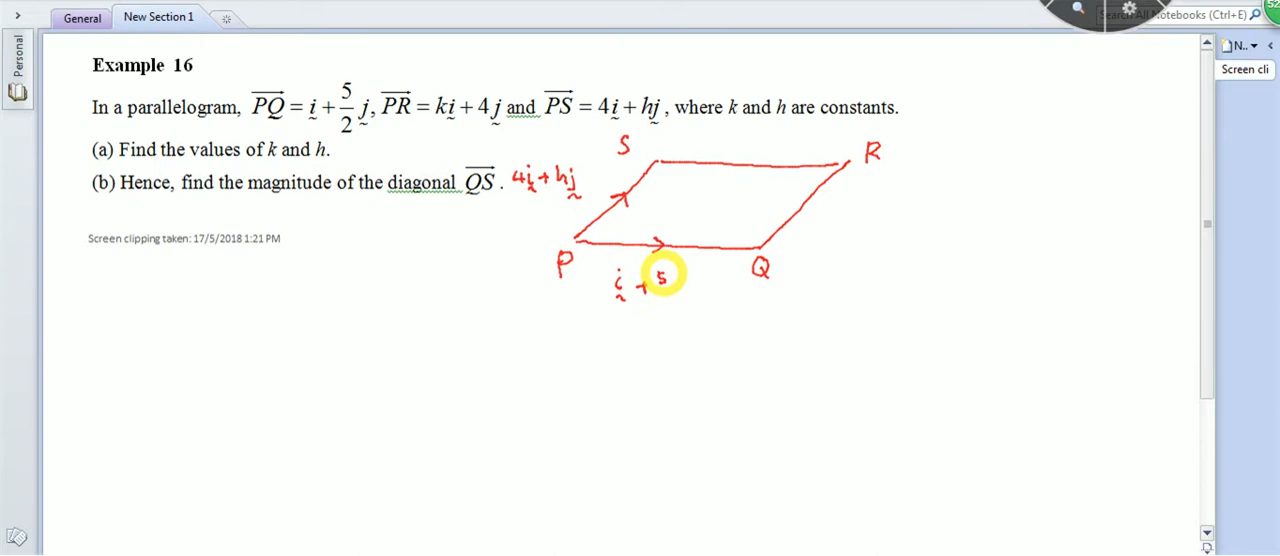 General New Section 1 Search All Notebooks (Ctrl+E) 52
Personal
N..
Screen cli
Example 16
In a parallelogram, PQ = i + 5/2 j, PR = ki + 4j and PS = 4i + hj, where k and h are constants.
(a) Find the values of k and h.
(b) Hence, find the magnitude of the diagonal QS.
Screen clipping taken: 17/5/2018 1:21 PM
S
R
4i + hj
P
Q
i + 5